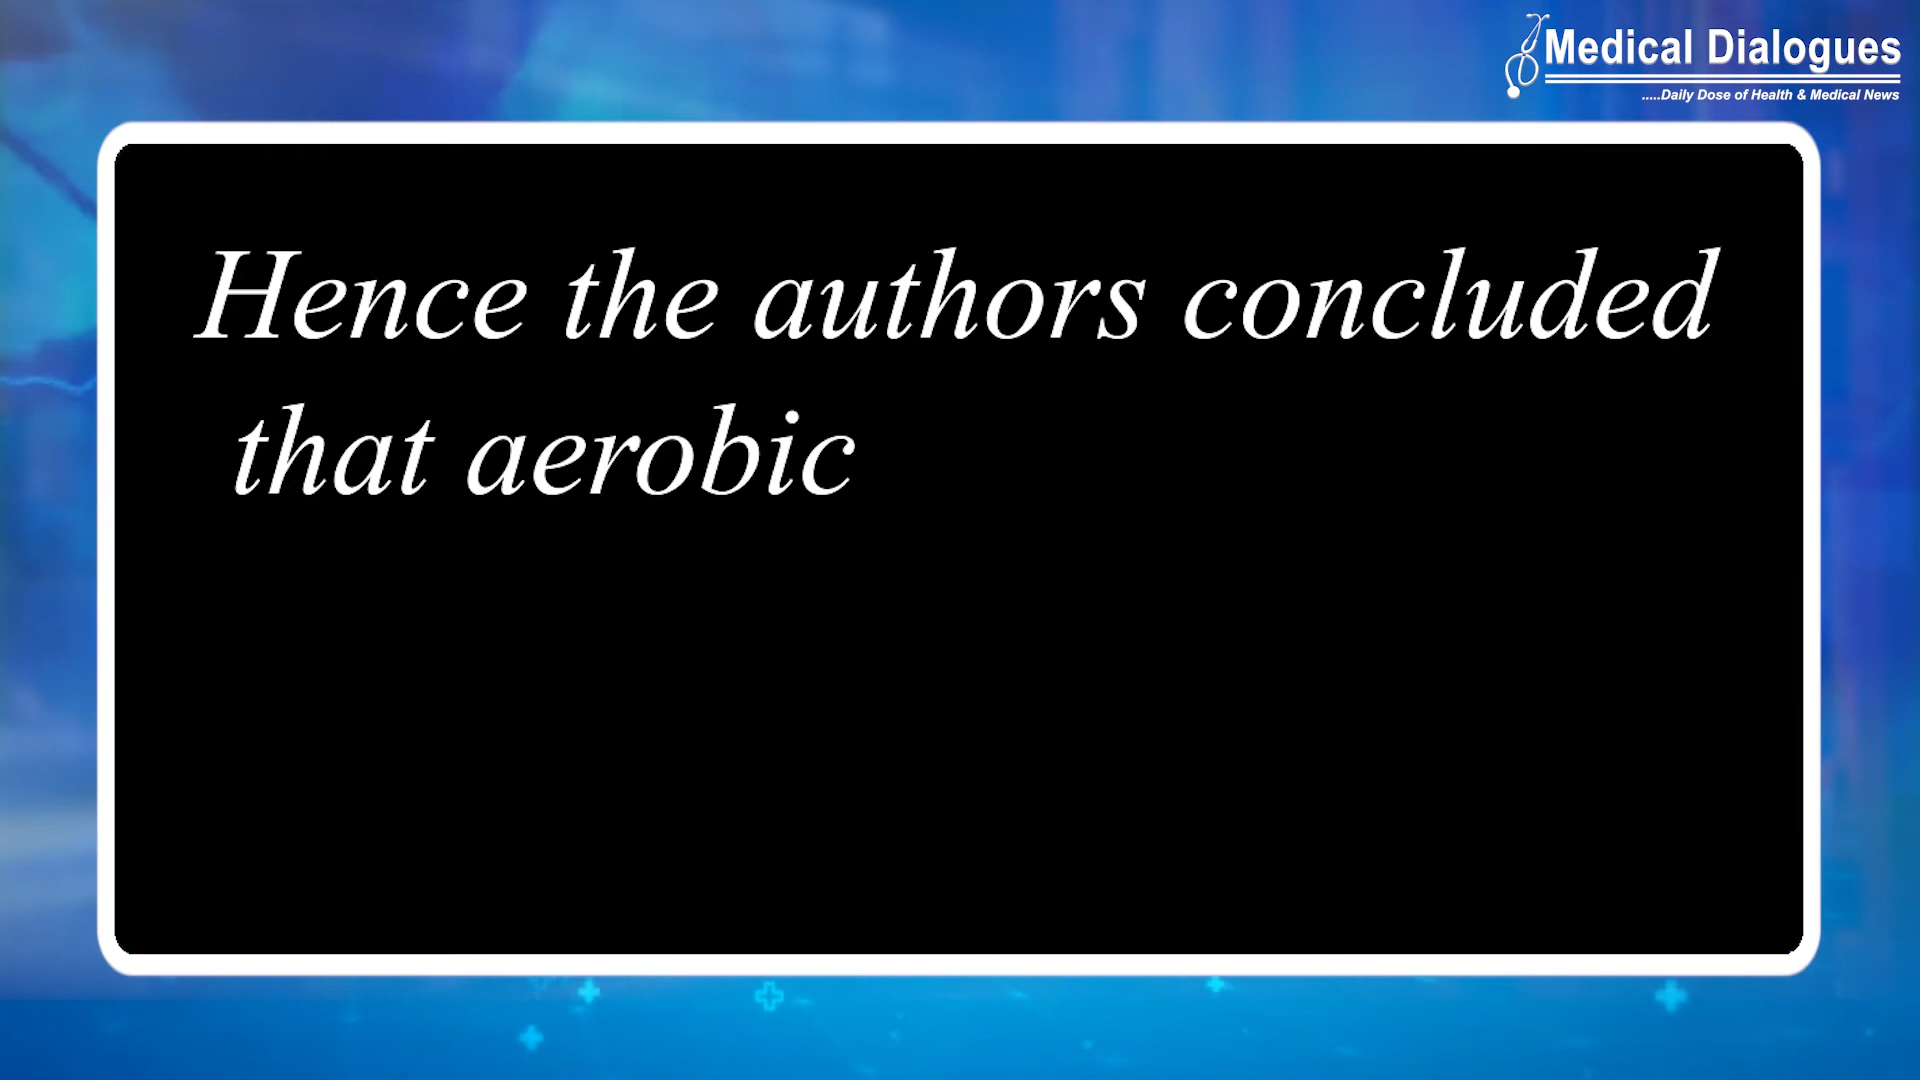 Medical Dialogues
.....Daily Dose of Health & Medical News
Hence the authors concluded
that aerobic